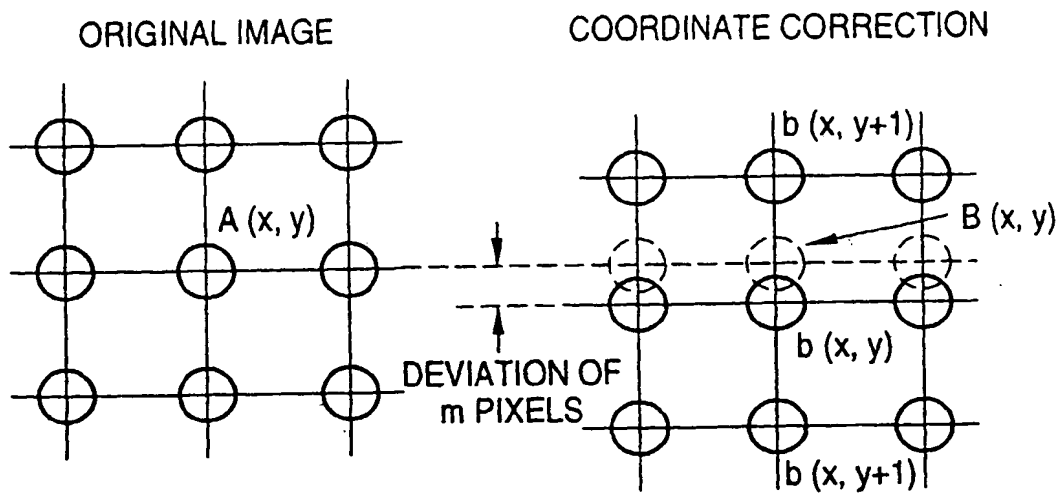 ORIGINAL IMAGE
COORDINATE CORRECTION
b (x, y+1)
A (x, y)
B (x, y)
b (x, y)
DEVIATION OF
m PIXELS
b (x, y+1)